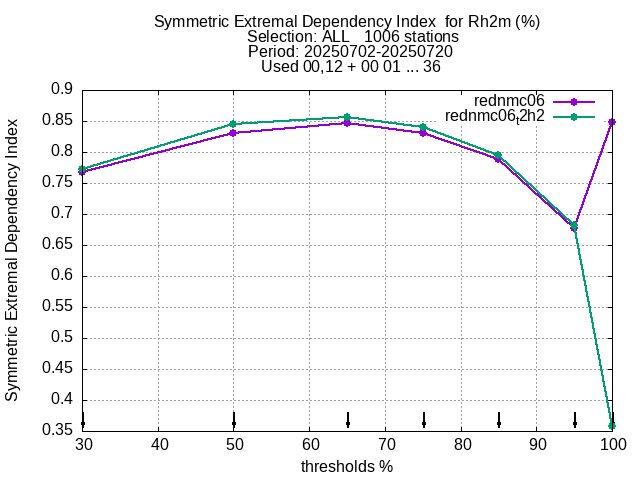 Symmetric Extremal Dependency Index  for Rh2m (%)
Selection: ALL   1006 stations
Period: 20250702-20250720
Used 00,12 + 00 01 ... 36
rednmc06
rednmc06,2h2
Symmetric Extremal Dependency Index
0.9
0.85
0.8
0.75
0.7
0.65
0.6
0.55
0.5
0.45
0.4
0.35
30 40 50 60 70 80 90 100
thresholds %